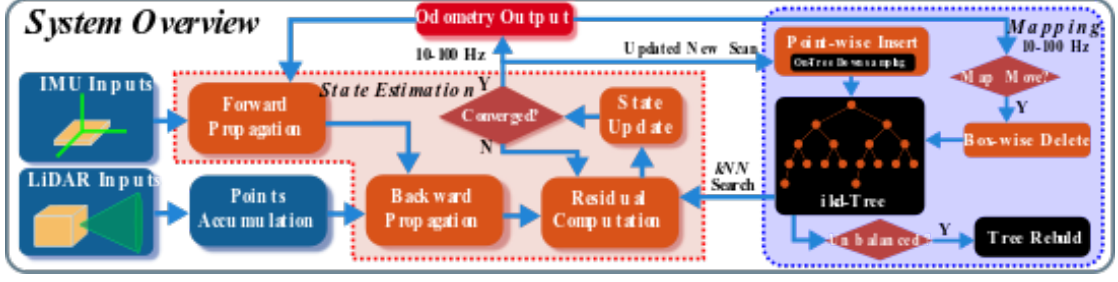 System Overview
Odometry Output
Mapping
10-100 Hz
10-100 Hz
Updated New Scan
Point-wise Insert
On-Tree Downsampling
Map Move?
IMU Inputs
Forward
Propagation
State Estimation
Y
Converged?
N
State
Update
Y
Box-wise Delete
kNN
Search
ikd-Tree
LiDAR Inputs
Points
Accumulation
Backward
Propagation
Residual
Computation
Unbalanced?
Y
Tree Rebuild